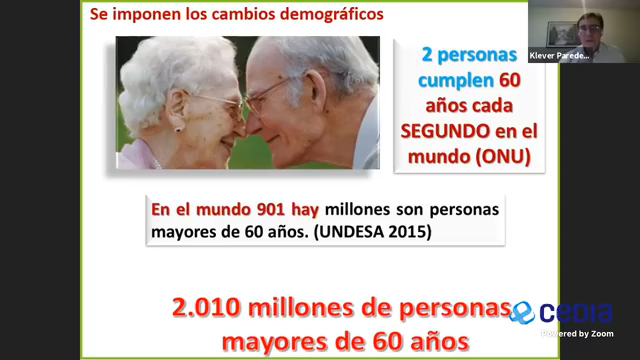 Se imponen los cambios demográficos
2 personas
cumplen 60
años cada
SEGUNDO en el
mundo (ONU)
Klever Parede...
En el mundo 901 hay millones son personas
mayores de 60 años. (UNDESA 2015)
2.010 millones de personas
mayores de 60 años
cedia
Powered by Zoom